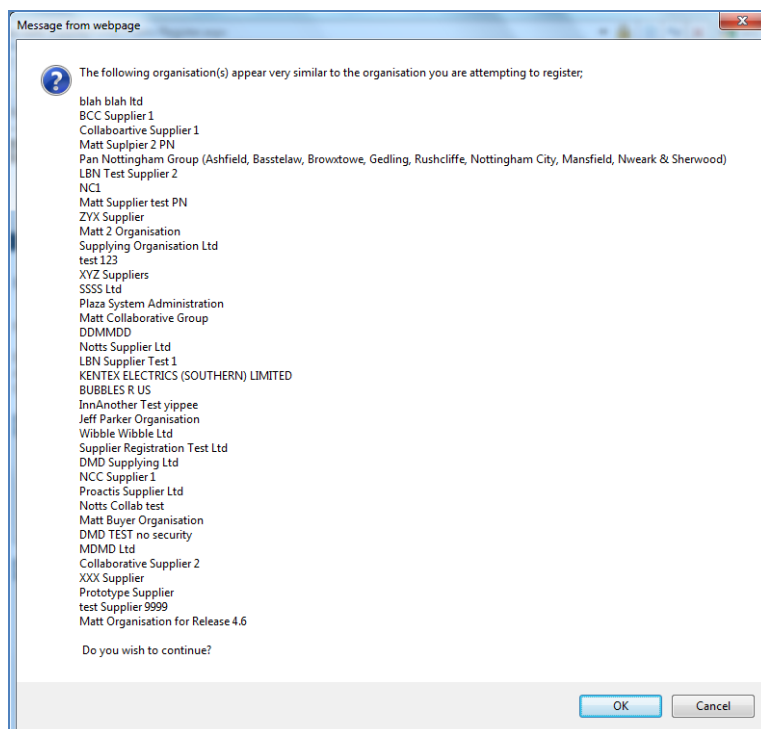 Message from webpage
The following organisation(s) appear very similar to the organisation you are attempting to register;
blah blah ltd
BCC Supplier 1
Collaboartive Supplier 1
Matt Suplpier 2 PN
Pan Nottingham Group (Ashfield, Basstelaw, Browxtowe, Gedling, Rushcliffe, Nottingham City, Mansfield, Nweark & Sherwood)
LBN Test Supplier 2
NC1
Matt Supplier test PN
ZYX Supplier
Matt 2 Organisation
Supplying Organisation Ltd
test 123
XYZ Suppliers
SSSS Ltd
Plaza System Administration
Matt Collaborative Group
DDMMDD
Notts Supplier Ltd
LBN Supplier Test 1
KENTEX ELECTRICS (SOUTHERN) LIMITED
BUBBLES R US
InnAnother Test yippee
Jeff Parker Organisation
Wibble Wibble Ltd
Supplier Registration Test Ltd
DMD Supplying Ltd
NCC Supplier 1
Proactis Supplier Ltd
Notts Collab test
Matt Buyer Organisation
DMD TEST no security
MDMD Ltd
Collaborative Supplier 2
XXX Supplier
Prototype Supplier
test Supplier 9999
Matt Organisation for Release 4.6
Do you wish to continue?
OK Cancel